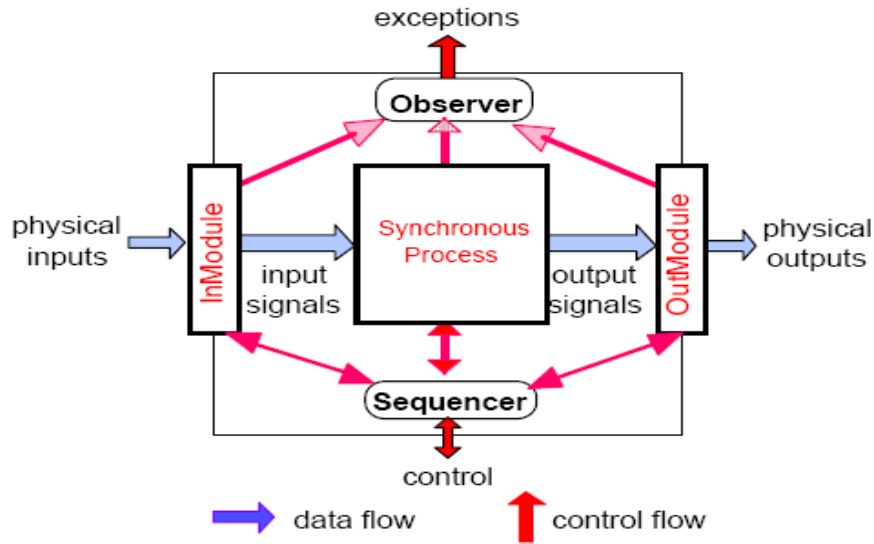 exceptions
Observer
physical
inputs
InModule
input
signals
Synchronous
Process
output
signals
OutModule
physical
outputs
Sequencer
control
data flow
control flow